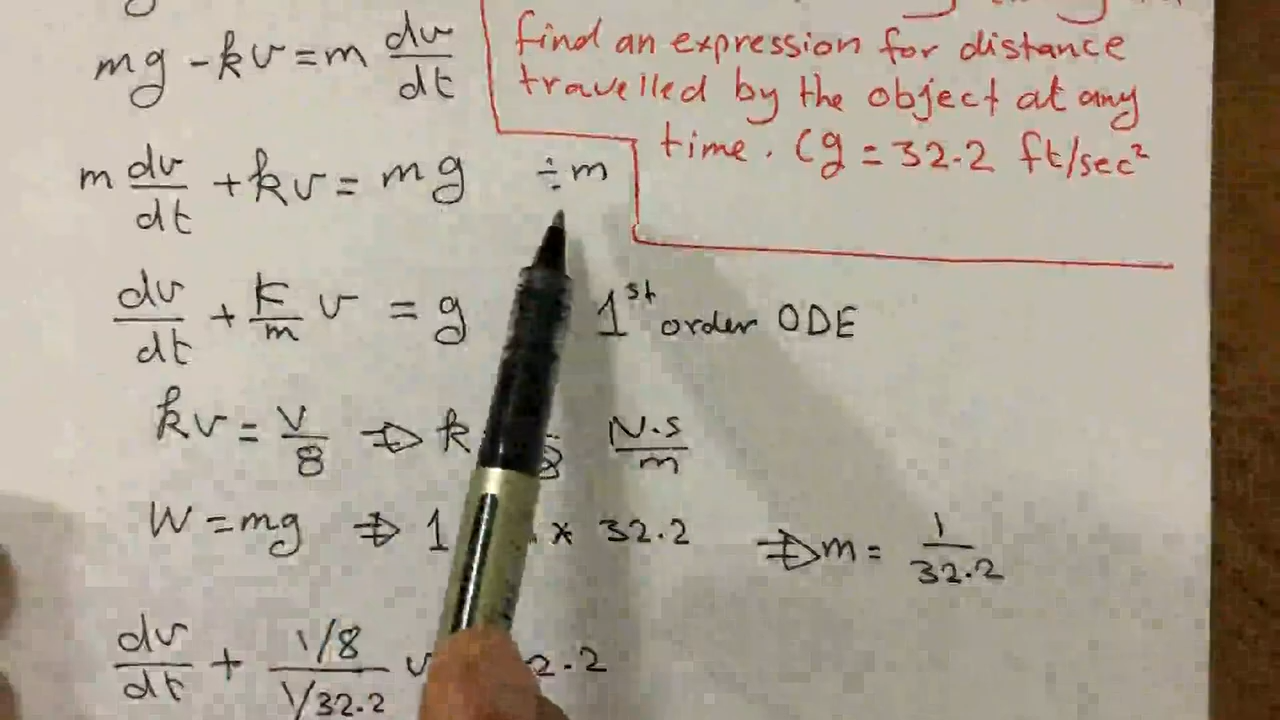 mg - kv = m dv/dt
find an expression for distance
travelled by the object at any
time. (g = 32.2 ft/sec²
m dv/dt + kv = mg ÷m
dv/dt + k/m v = g 1st order ODE
kv = v/8 ⇒ k N.s/m
W = mg ⇒ 1 * 32.2 ⇒ m = 1/32.2
dv/dt + 1/8 / 1/32.2 v 2.2